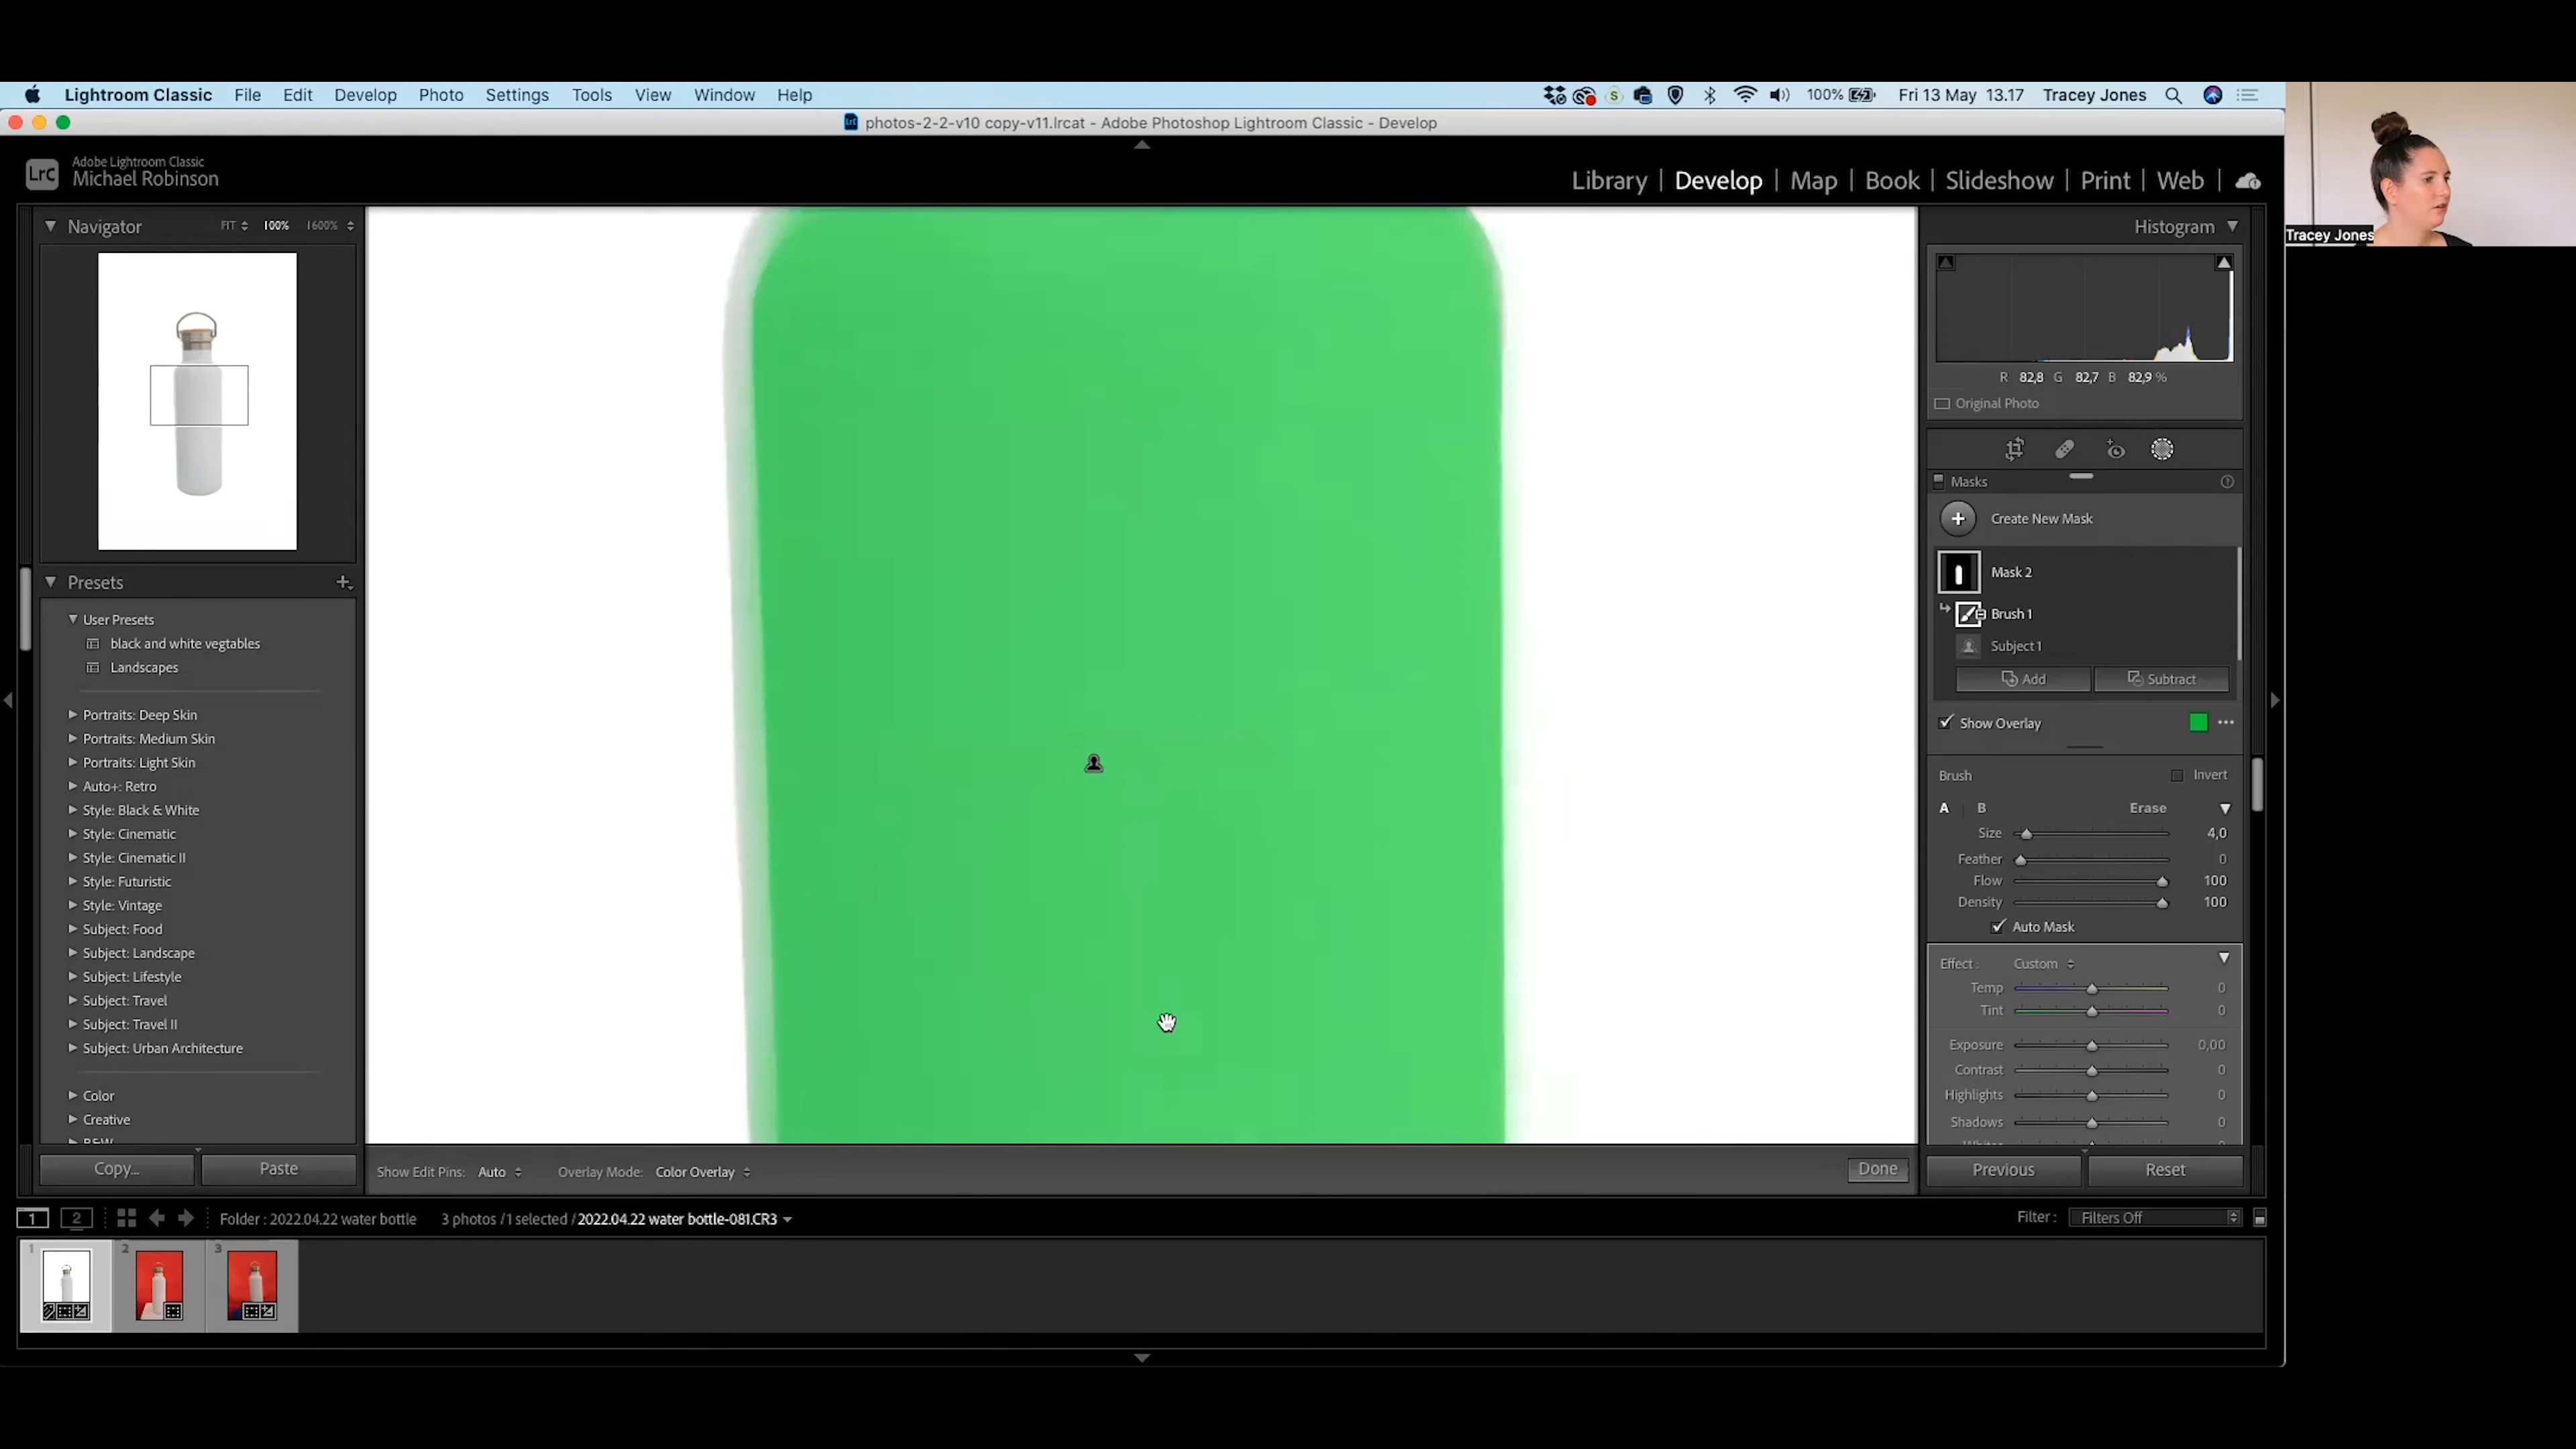 Lightroom Classic File Edit Develop Photo Settings Tools View Window Help
S 100% Fri 13 May 13.17 Tracey Jones
photos-2-2-v10 copy-v11.lrcat - Adobe Photoshop Lightroom Classic - Develop
LrC Adobe Lightroom Classic
Michael Robinson
Library | Develop | Map | Book | Slideshow | Print | Web |
Tracey Jones
Navigator FIT 100% 1600%
Presets
User Presets
black and white vegtables
Landscapes
Portraits: Deep Skin
Portraits: Medium Skin
Portraits: Light Skin
Auto+: Retro
Style: Black & White
Style: Cinematic
Style: Cinematic II
Style: Futuristic
Style: Vintage
Subject: Food
Subject: Landscape
Subject: Lifestyle
Subject: Travel
Subject: Travel II
Subject: Urban Architecture
Color
Creative
B&W
Copy... Paste
Show Edit Pins: Auto Overlay Mode: Color Overlay Done
Histogram
R 82,8 G 82,7 B 82,9 %
Original Photo
Masks
Create New Mask
Mask 2
Brush 1
Subject 1
Add Subtract
Show Overlay
Brush Invert
A B Erase
Size 4,0
Feather 0
Flow 100
Density 100
Auto Mask
Effect: Custom
Temp 0
Tint 0
Exposure 0,00
Contrast 0
Highlights 0
Shadows 0
Whites
Previous Reset
1 2 Folder : 2022.04.22 water bottle 3 photos / 1 selected / 2022.04.22 water bottle-081.CR3 Filter : Filters Off
1 2 3